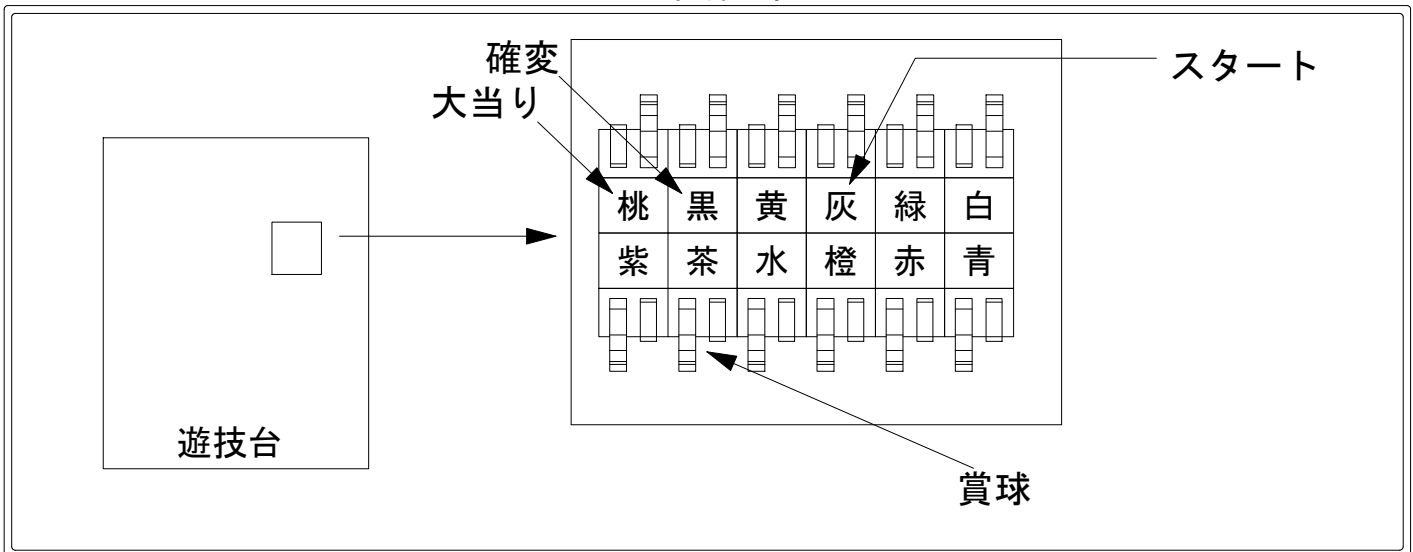 確変
スタート
大当り
桃 黒 黄 灰 緑 白
紫 茶 水 橙 赤 青
遊技台
賞球